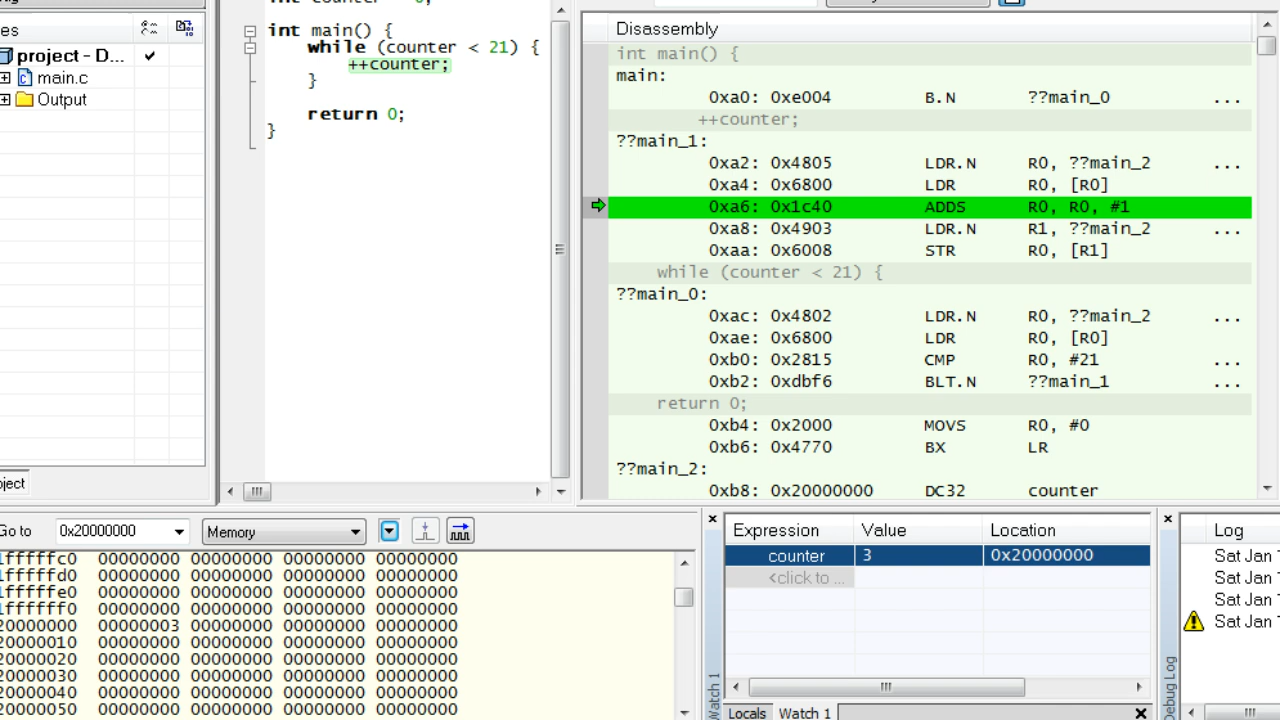 project - D...
main.c
Output
int main() {
while (counter < 21) {
++counter;
}
return 0;
}
Disassembly
int main() {
main:
0xa0: 0xe004 B.N ??main_0 ...
++counter;
??main_1:
0xa2: 0x4805 LDR.N R0, ??main_2 ...
0xa4: 0x6800 LDR R0, [R0]
0xa6: 0x1c40 ADDS R0, R0, #1
0xa8: 0x4903 LDR.N R1, ??main_2 ...
0xaa: 0x6008 STR R0, [R1]
while (counter < 21) {
??main_0:
0xac: 0x4802 LDR.N R0, ??main_2 ...
0xae: 0x6800 LDR R0, [R0]
0xb0: 0x2815 CMP R0, #21 ...
0xb2: 0xdbf6 BLT.N ??main_1 ...
return 0;
0xb4: 0x2000 MOVS R0, #0
0xb6: 0x4770 BX LR
??main_2:
0xb8: 0x20000000 DC32 counter
Go to 0x20000000 Memory
1ffffffc0 00000000 00000000 00000000 00000000
1ffffffd0 00000000 00000000 00000000 00000000
1ffffffe0 00000000 00000000 00000000 00000000
1fffffff0 00000000 00000000 00000000 00000000
20000000 00000003 00000000 00000000 00000000
20000010 00000000 00000000 00000000 00000000
20000020 00000000 00000000 00000000 00000000
20000030 00000000 00000000 00000000 00000000
20000040 00000000 00000000 00000000 00000000
20000050 00000000 00000000 00000000 00000000
Expression Value Location
counter 3 0x20000000
<click to ...
Watch 1
Locals Watch 1
Log
Sat Jan
Sat Jan
Sat Jan
Sat Jan
Debug Log